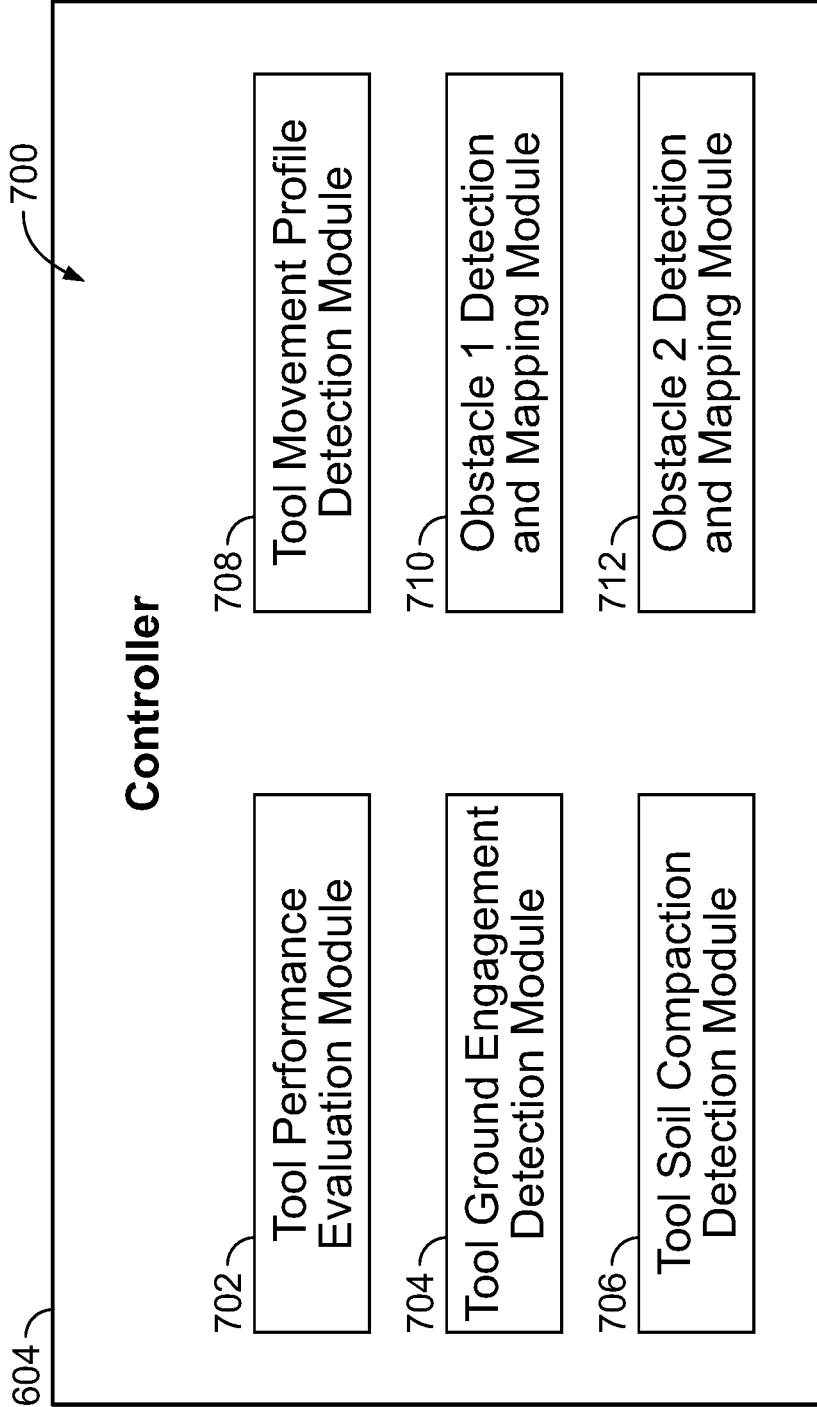 604
700
Controller
702
Tool Performance
Evaluation Module
704
Tool Ground Engagement
Detection Module
706
Tool Soil Compaction
Detection Module
708
Tool Movement Profile
Detection Module
710
Obstacle 1 Detection
and Mapping Module
712
Obstacle 2 Detection
and Mapping Module